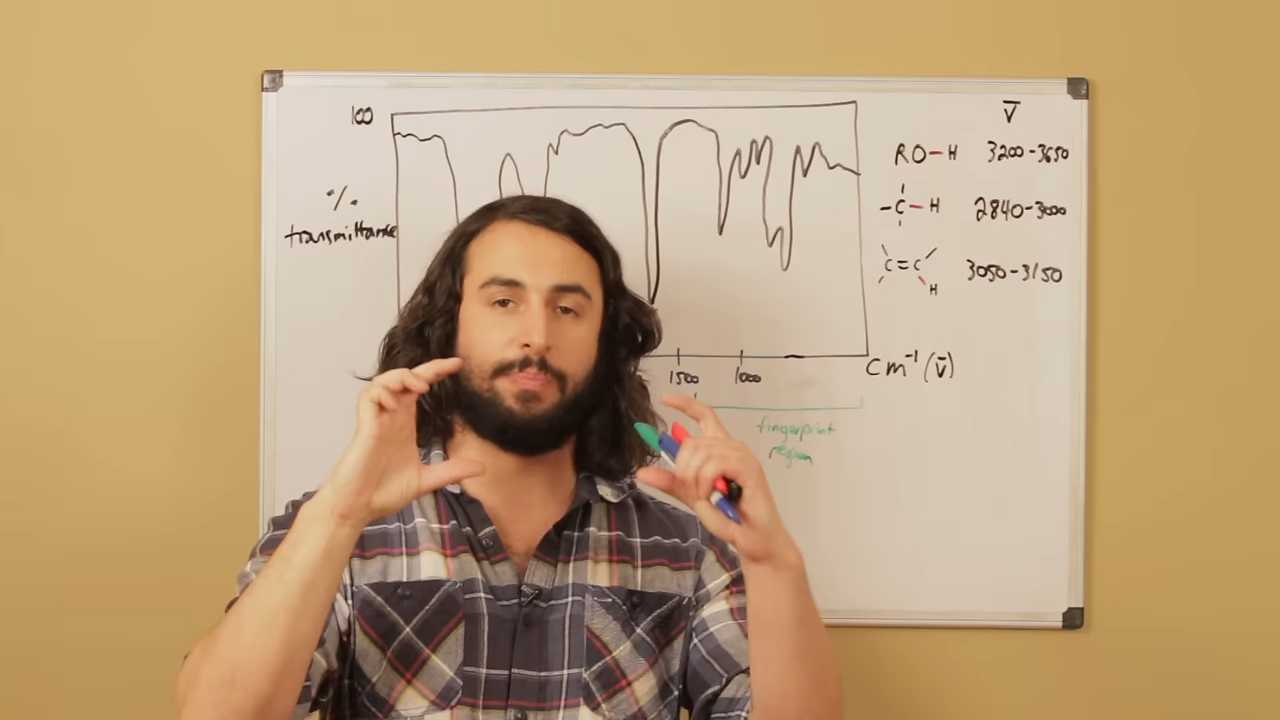 100
%
transmittance
1500
1000
cm⁻¹ (ν̅)
fingerprint
region
ν̅
RO-H 3200-3650
-C-H 2840-3000
C=C
H
3050-3150